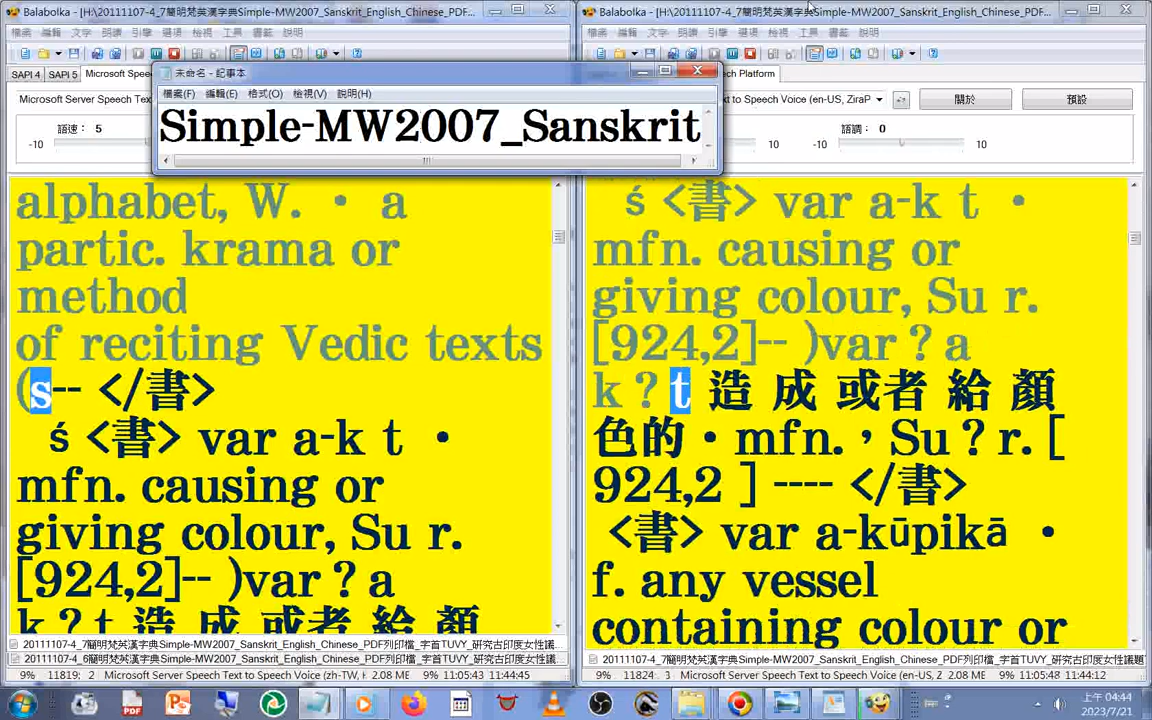 Balabolka - [H:\20111107-4_7簡明梵英漢字典Simple-MW2007_Sanskrit_English_Chinese_PDF...
檔案 編輯 文字 朗讀 引擎 選項 檢視 工具 書籤 說明
SAPI 4 SAPI 5 Microsoft Spee
Microsoft Server Speech Text
語速： 5
-10
未命名 - 記事本
檔案(F) 編輯(E) 格式(O) 檢視(V) 說明(H)
Simple-MW2007_Sanskrit
alphabet, W. • a
partic. krama or
method
of reciting Vedic texts
(s-- </書>
ś <書> var a-k t •
mfn. causing or
giving colour, Su r.
[924,2]-- )var ? a
k ? t 造 成 或者 給 顏
20111107-4_7簡明梵英漢字典Simple-MW2007_Sanskrit_English_Chinese_PDF列印檔_字首TUVY_研究古印度女性議...
20111107-4_6簡明梵英漢字典Simple-MW2007_Sanskrit_English_Chinese_PDF列印檔_字首TUVY_研究古印度女性議...
9% 11819: 2 Microsoft Server Speech Text to Speech Voice (zh-TW, H 2.08 MB 9% 11:05:43 11:44:45
Balabolka - [H:\20111107-4_7簡明梵英漢字典Simple-MW2007_Sanskrit_English_Chinese_PDF...
檔案 編輯 文字 朗讀 引擎 選項 檢視 工具 書籤 說明
ch Platform
t to Speech Voice (en-US, ZiraP 關於 預設
語調： 0
10 -10 10
ś <書> var a-k t •
mfn. causing or
giving colour, Su r.
[924,2]-- )var ? a
k ? t 造 成 或者 給 顏
色的 • mfn. , Su ? r. [
924,2 ] ---- </書>
<書> var a-kūpikā •
f. any vessel
containing colour or
20111107-4_7簡明梵英漢字典Simple-MW2007_Sanskrit_English_Chinese_PDF列印檔_字首TUVY_研究古印度女性議題
9% 11824: Microsoft Server Speech Text to Speech Voice (en-US, 2.08 MB 9% 11:05:48 11:44:12
上午 04:44
2023/7/21